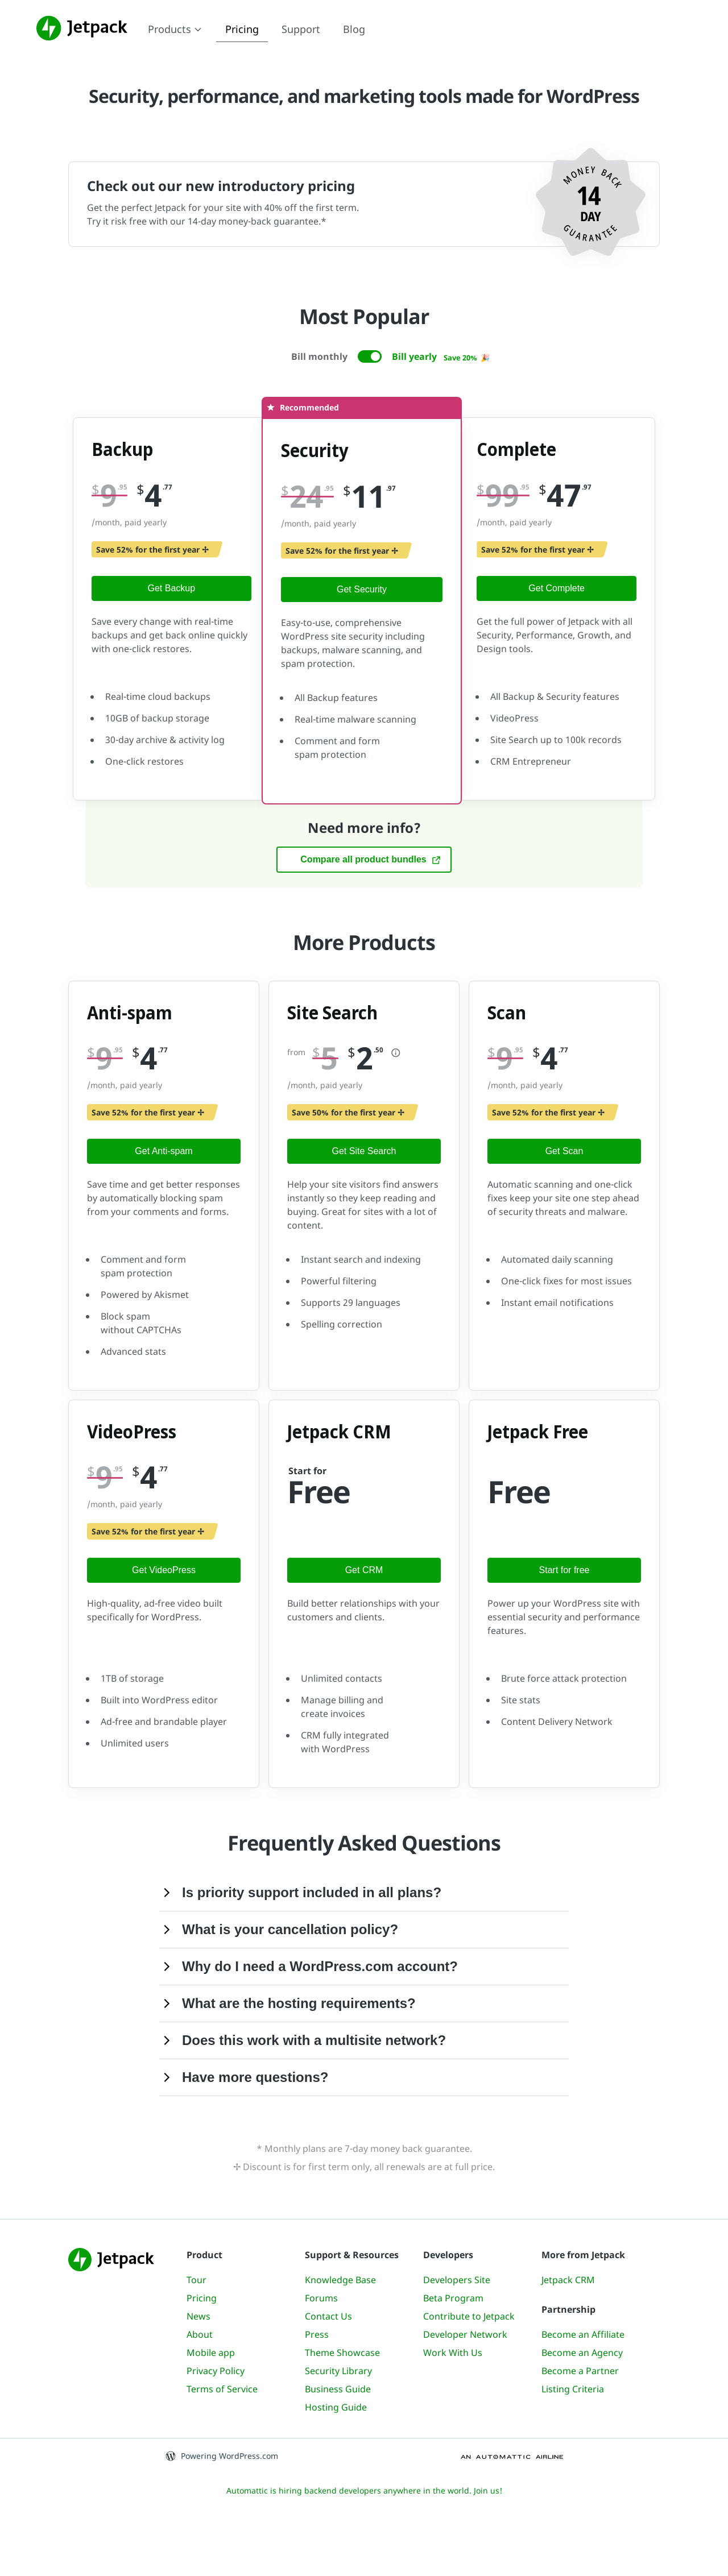 Jetpack Products Pricing Support Blog
Security, performance, and marketing tools made for WordPress
Check out our new introductory pricing
Get the perfect Jetpack for your site with 40% off the first term.
Try it risk free with our 14-day money-back guarantee.*
MONEY BACK
14
DAY
GUARANTEE
Most Popular
Bill monthly Bill yearly Save 20% 🎉
Backup
$9.95 $4.77
/month, paid yearly
Save 52% for the first year ✢
Get Backup
Save every change with real-time
backups and get back online quickly
with one-click restores.
• Real-time cloud backups
• 10GB of backup storage
• 30-day archive & activity log
• One-click restores
★ Recommended
Security
$24.95 $11.97
/month, paid yearly
Save 52% for the first year ✢
Get Security
Easy-to-use, comprehensive
WordPress site security including
backups, malware scanning, and
spam protection.
• All Backup features
• Real-time malware scanning
• Comment and form
spam protection
Complete
$99.95 $47.97
/month, paid yearly
Save 52% for the first year ✢
Get Complete
Get the full power of Jetpack with all
Security, Performance, Growth, and
Design tools.
• All Backup & Security features
• VideoPress
• Site Search up to 100k records
• CRM Entrepreneur
Need more info?
Compare all product bundles
More Products
Anti-spam
$9.95 $4.77
/month, paid yearly
Save 52% for the first year ✢
Get Anti-spam
Save time and get better responses
by automatically blocking spam
from your comments and forms.
• Comment and form
spam protection
• Powered by Akismet
• Block spam
without CAPTCHAs
• Advanced stats
Site Search
from $5 $2.50
/month, paid yearly
Save 50% for the first year ✢
Get Site Search
Help your site visitors find answers
instantly so they keep reading and
buying. Great for sites with a lot of
content.
• Instant search and indexing
• Powerful filtering
• Supports 29 languages
• Spelling correction
Scan
$9.95 $4.77
/month, paid yearly
Save 52% for the first year ✢
Get Scan
Automatic scanning and one-click
fixes keep your site one step ahead
of security threats and malware.
• Automated daily scanning
• One-click fixes for most issues
• Instant email notifications
VideoPress
$9.95 $4.77
/month, paid yearly
Save 52% for the first year ✢
Get VideoPress
High-quality, ad-free video built
specifically for WordPress.
• 1TB of storage
• Built into WordPress editor
• Ad-free and brandable player
• Unlimited users
Jetpack CRM
Start for
Free
Get CRM
Build better relationships with your
customers and clients.
• Unlimited contacts
• Manage billing and
create invoices
• CRM fully integrated
with WordPress
Jetpack Free
Free
Start for free
Power up your WordPress site with
essential security and performance
features.
• Brute force attack protection
• Site stats
• Content Delivery Network
Frequently Asked Questions
Is priority support included in all plans?
What is your cancellation policy?
Why do I need a WordPress.com account?
What are the hosting requirements?
Does this work with a multisite network?
Have more questions?
* Monthly plans are 7-day money back guarantee.
✢ Discount is for first term only, all renewals are at full price.
Jetpack
Product
Tour
Pricing
News
About
Mobile app
Privacy Policy
Terms of Service
Support & Resources
Knowledge Base
Forums
Contact Us
Press
Theme Showcase
Security Library
Business Guide
Hosting Guide
Developers
Developers Site
Beta Program
Contribute to Jetpack
Developer Network
Work With Us
More from Jetpack
Jetpack CRM
Partnership
Become an Affiliate
Become an Agency
Become a Partner
Listing Criteria
Powering WordPress.com
AN AUTOMATTIC AIRLINE
Automattic is hiring backend developers anywhere in the world. Join us!